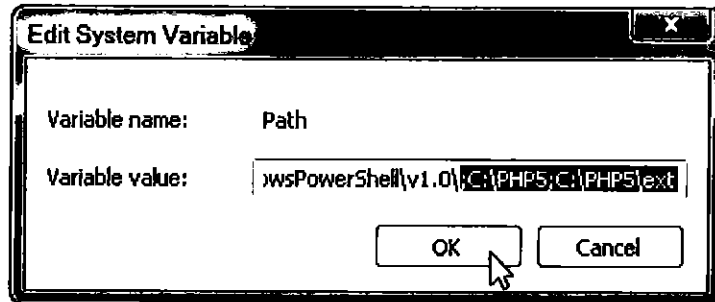 Edit System Variable
Variable name: Path
Variable value: owsPowerShell\v1.0\;C:\PHP5;C:\PHP5\ext
OK Cancel